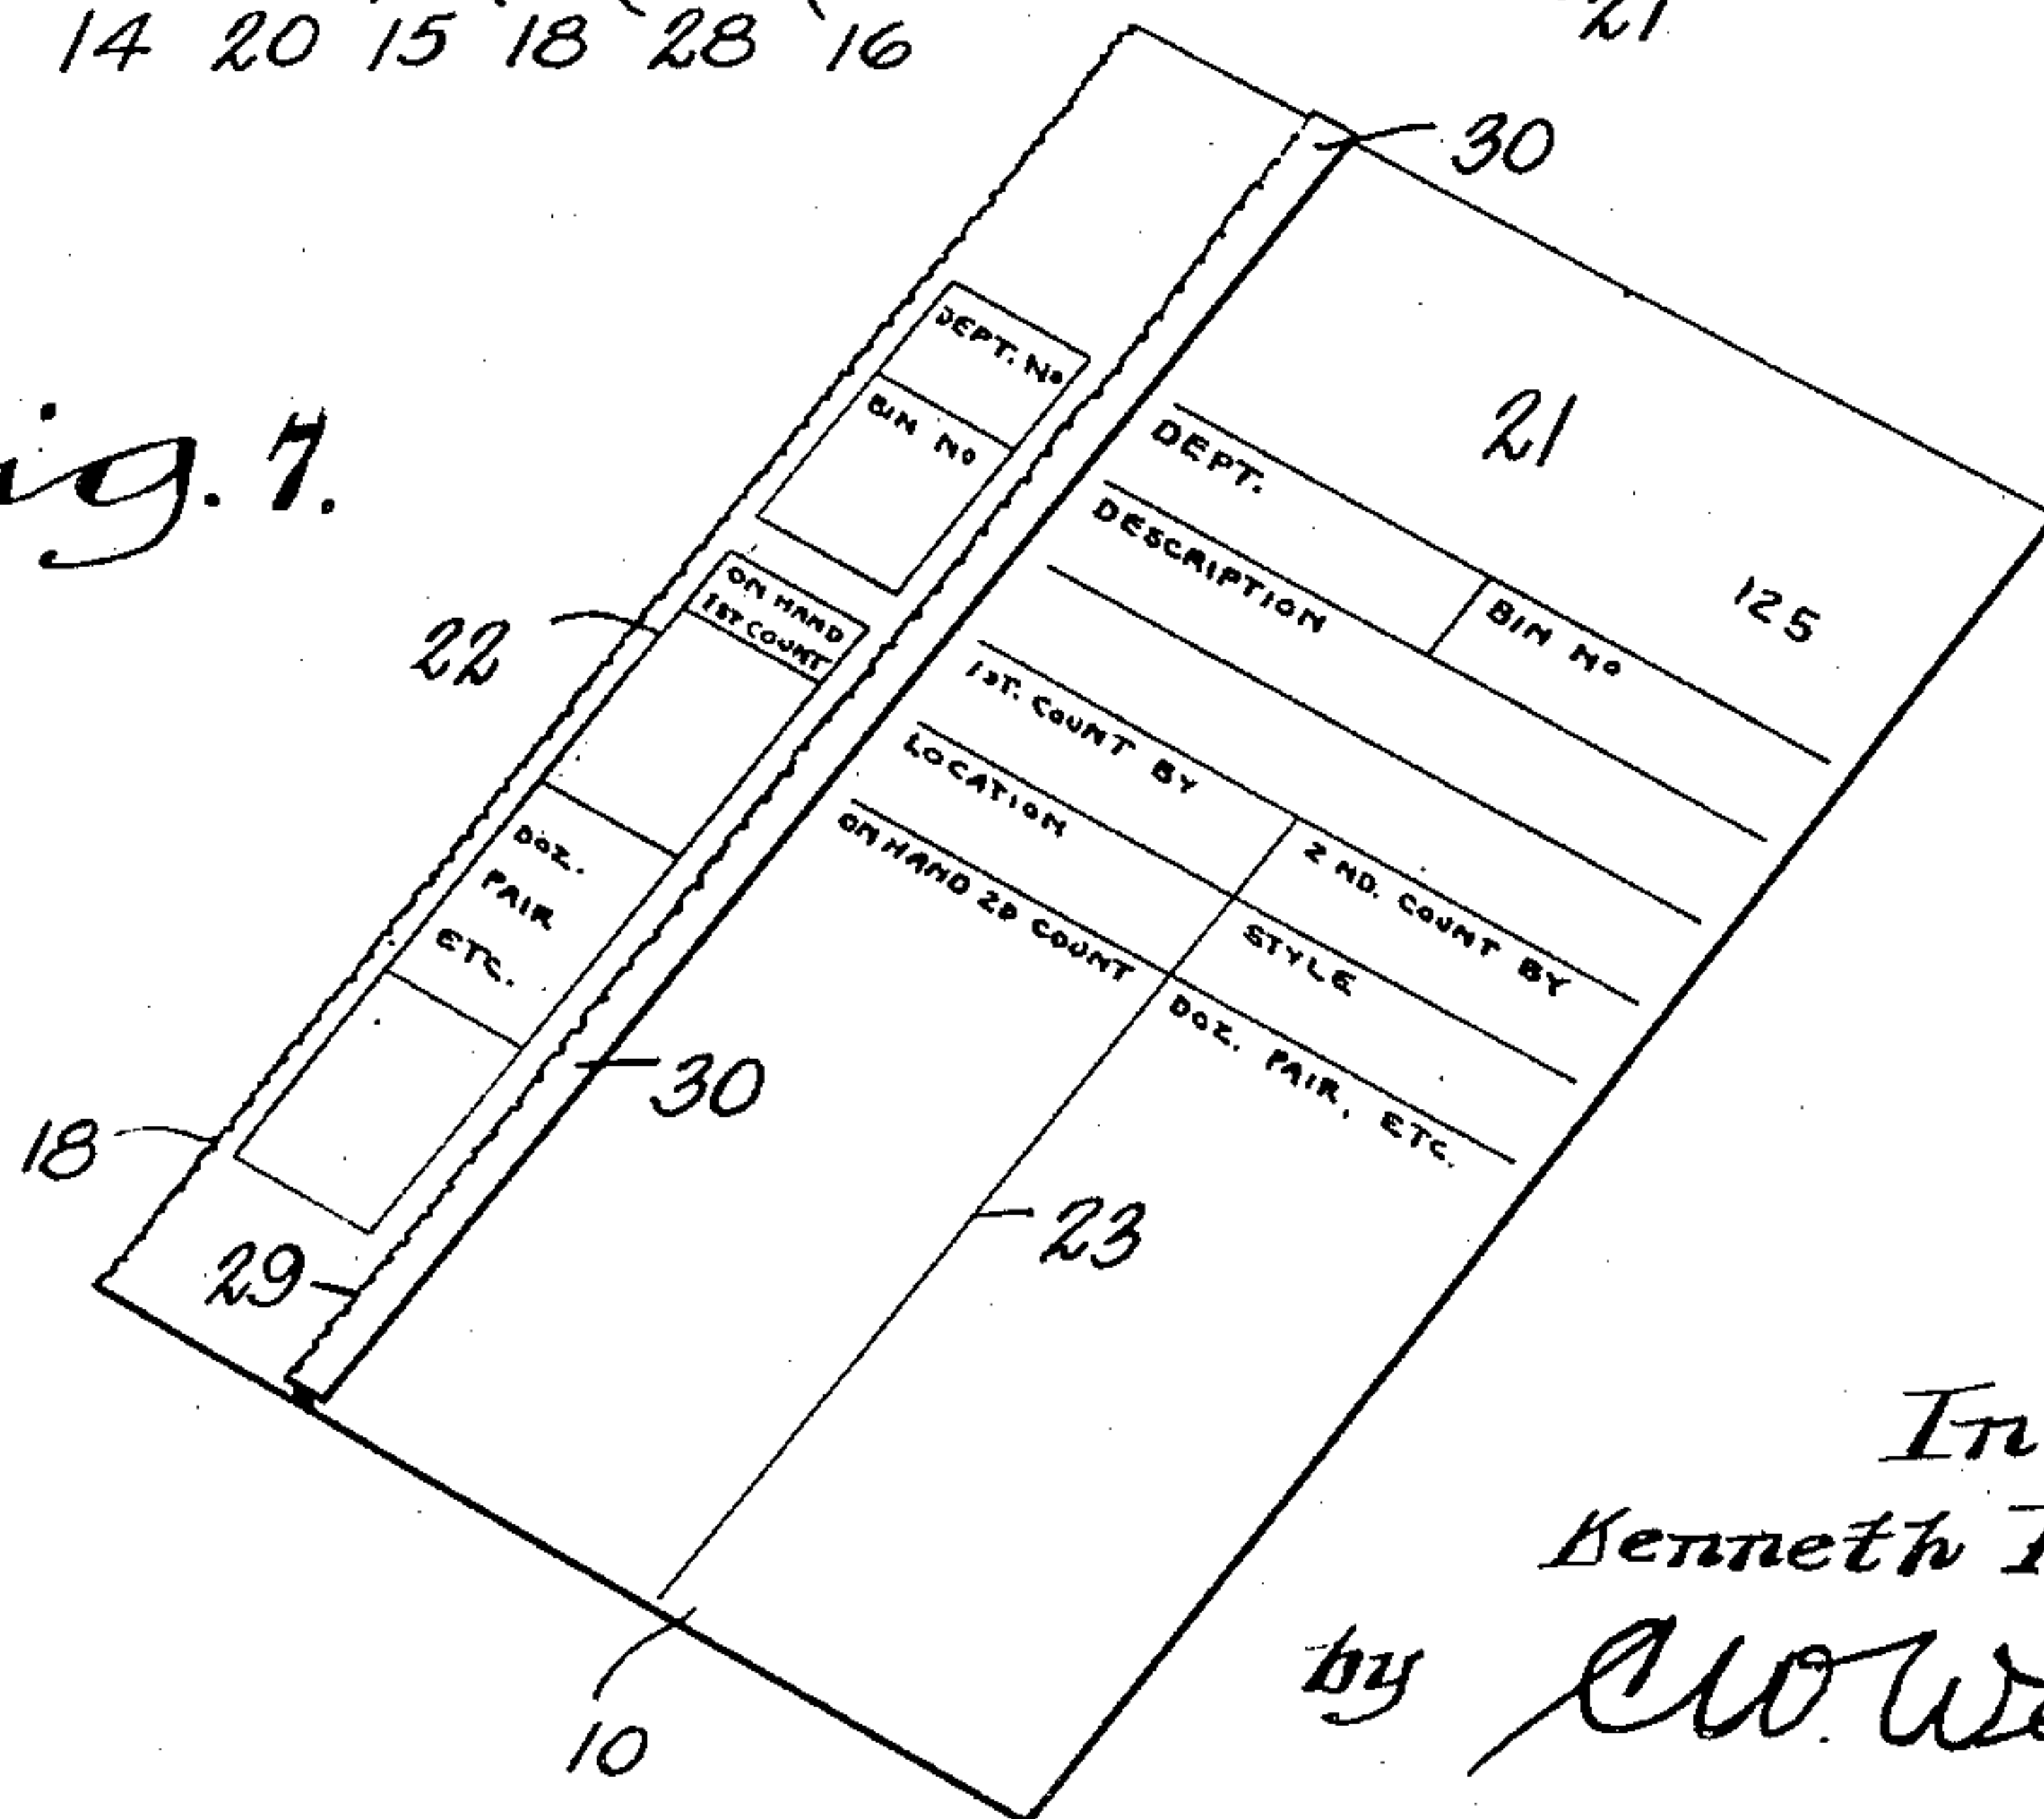 14 20 15 18 28 16
21
30
DEPT. No
BIN No
21
DEPT.
BIN No
125
DESCRIPTION
ON HAND
1ST COUNT
22
1ST. COUNT BY
2 ND. COUNT BY
LOCATION
STYLE
ON HAND 2D COUNT
DOZ. PAIR, ETC.
DOZ.
PAIR
ETC.
30
18
23
29
10
ig. 7.
In
Kenneth
by C.W.